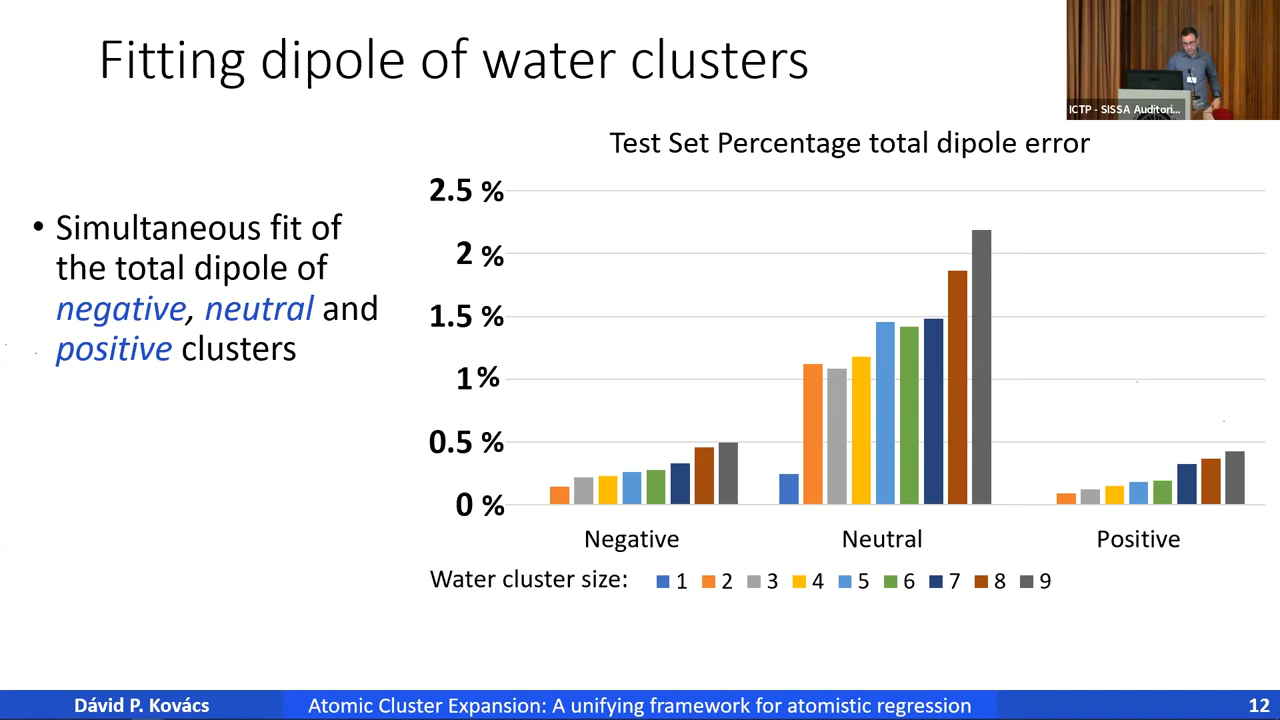 Fitting dipole of water clusters
ICTP - SISSA Auditori...
• Simultaneous fit of
the total dipole of
negative, neutral and
positive clusters
Test Set Percentage total dipole error
2.5 %
2 %
1.5 %
1%
0.5 %
0 %
Negative Neutral Positive
Water cluster size: 1 2 3 4 5 6 7 8 9
Dávid P. Kovács Atomic Cluster Expansion: A unifying framework for atomistic regression 12